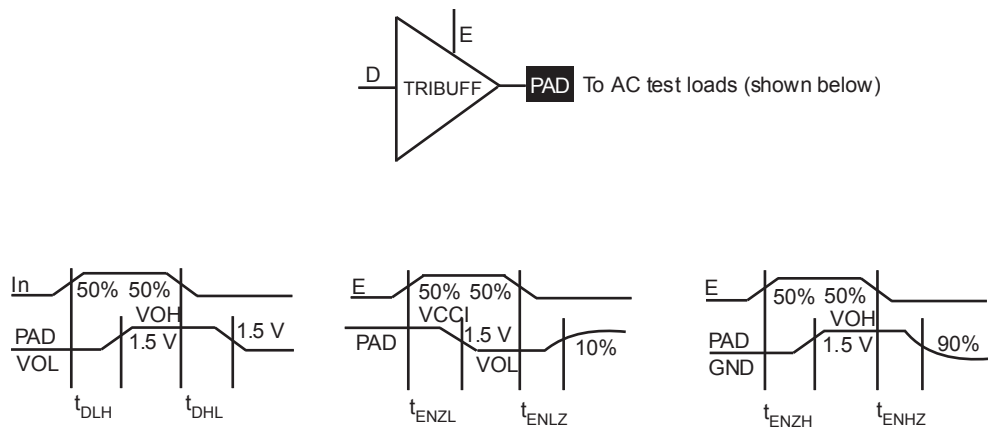 E
D
TRIBUFF
PAD To AC test loads (shown below)
In
50% 50%
VOH
PAD
VOL
1.5 V
1.5 V
tDLH
tDHL
E
50% 50%
VCCI
PAD
1.5 V
VOL
10%
tENZL
tENLZ
E
50% 50%
VOH
PAD
GND
1.5 V
90%
tENZH
tENHZ